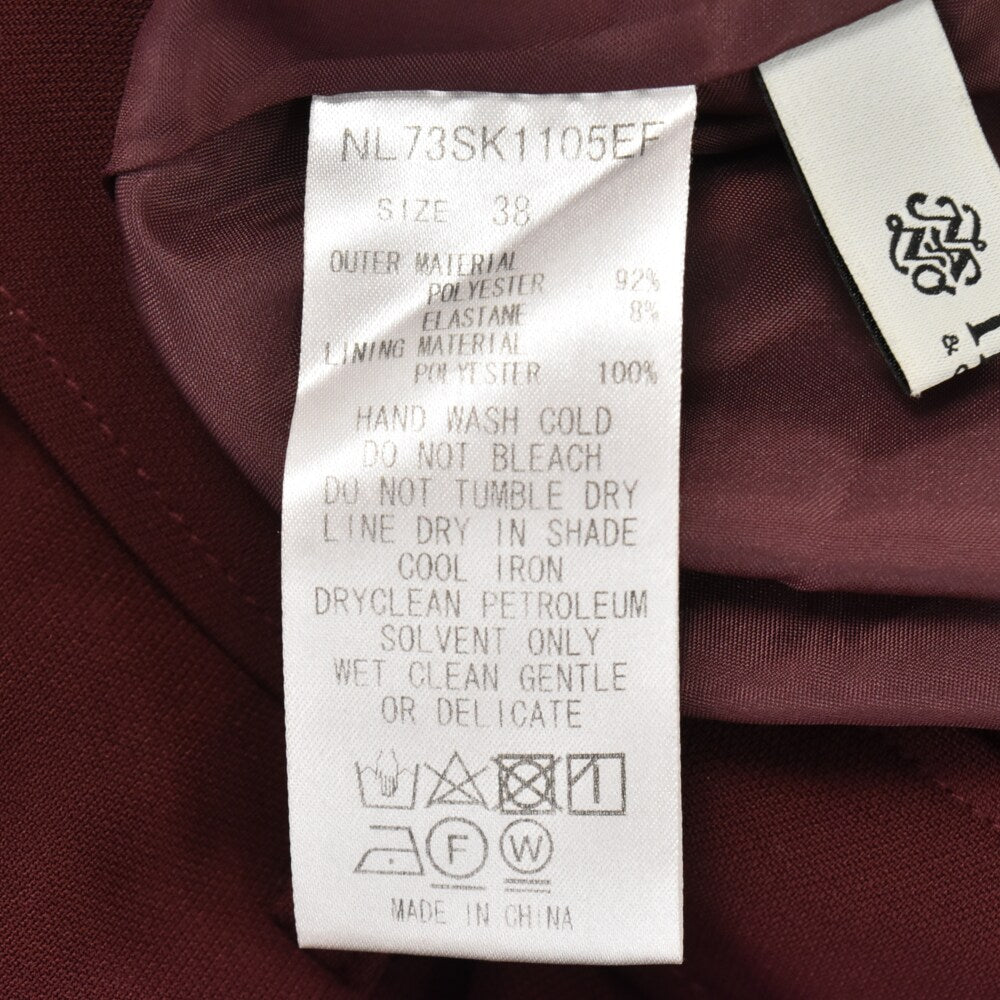 NL73SK1105EF
SIZE 38
OUTER MATERIAL
POLYESTER 92%
ELASTANE 8%
LINING MATERIAL
POLYESTER 100%
HAND WASH COLD
DO NOT BLEACH
DO NOT TUMBLE DRY
LINE DRY IN SHADE
COOL IRON
DRYCLEAN PETROLEUM
SOLVENT ONLY
WET CLEAN GENTLE
OR DELICATE
F W
MADE IN CHINA
&